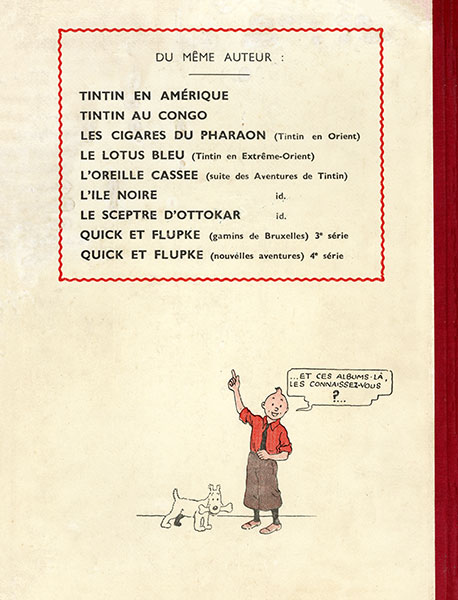 DU MÊME AUTEUR :
TINTIN EN AMÉRIQUE
TINTIN AU CONGO
LES CIGARES DU PHARAON (Tintin en Orient)
LE LOTUS BLEU (Tintin en Extrême-Orient)
L'OREILLE CASSEE (suite des Aventures de Tintin)
L'ILE NOIRE id.
LE SCEPTRE D'OTTOKAR id.
QUICK ET FLUPKE (gamins de Bruxelles) 3e série
QUICK ET FLUPKE (nouvelles aventures) 4e série
...ET CES ALBUMS-LÀ,
LES CONNAISSEZ-VOUS
?...